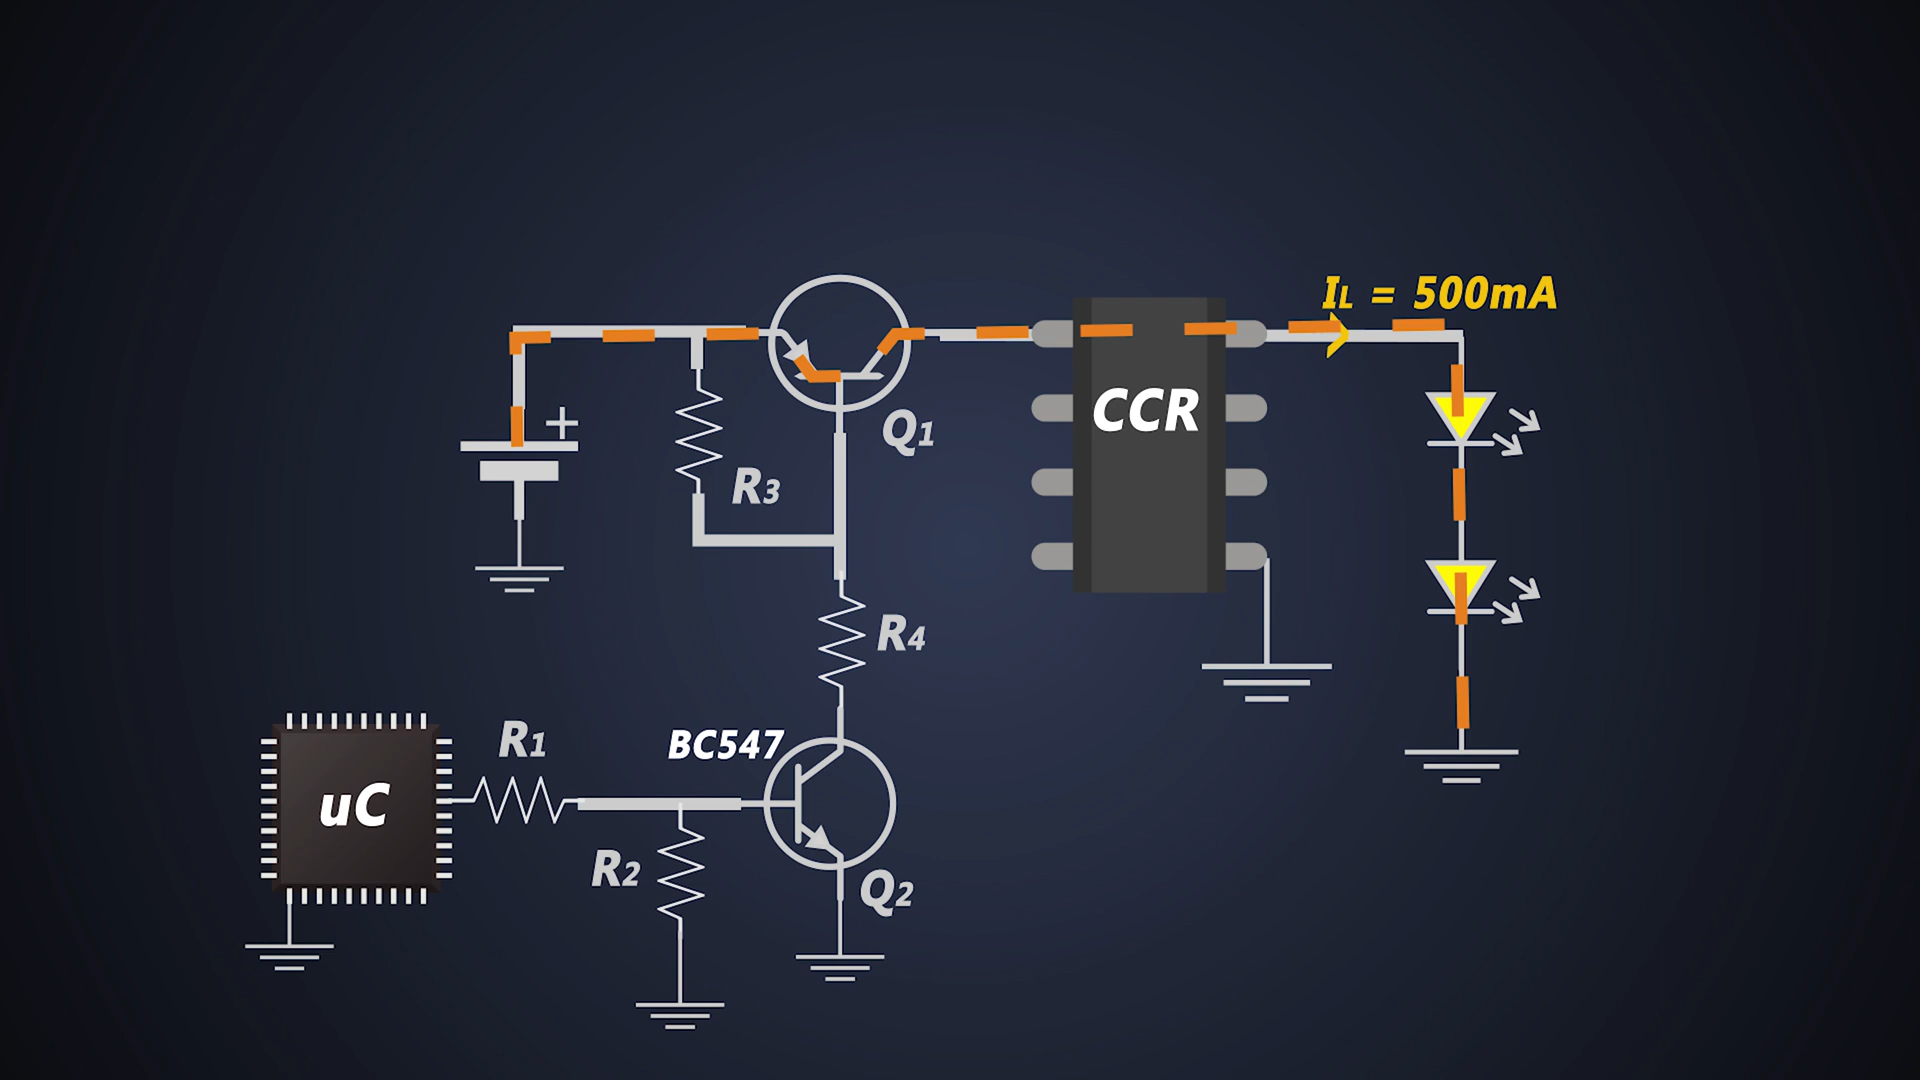 IL = 500mA
+
Q1
CCR
R3
R4
R1
BC547
uC
R2
Q2